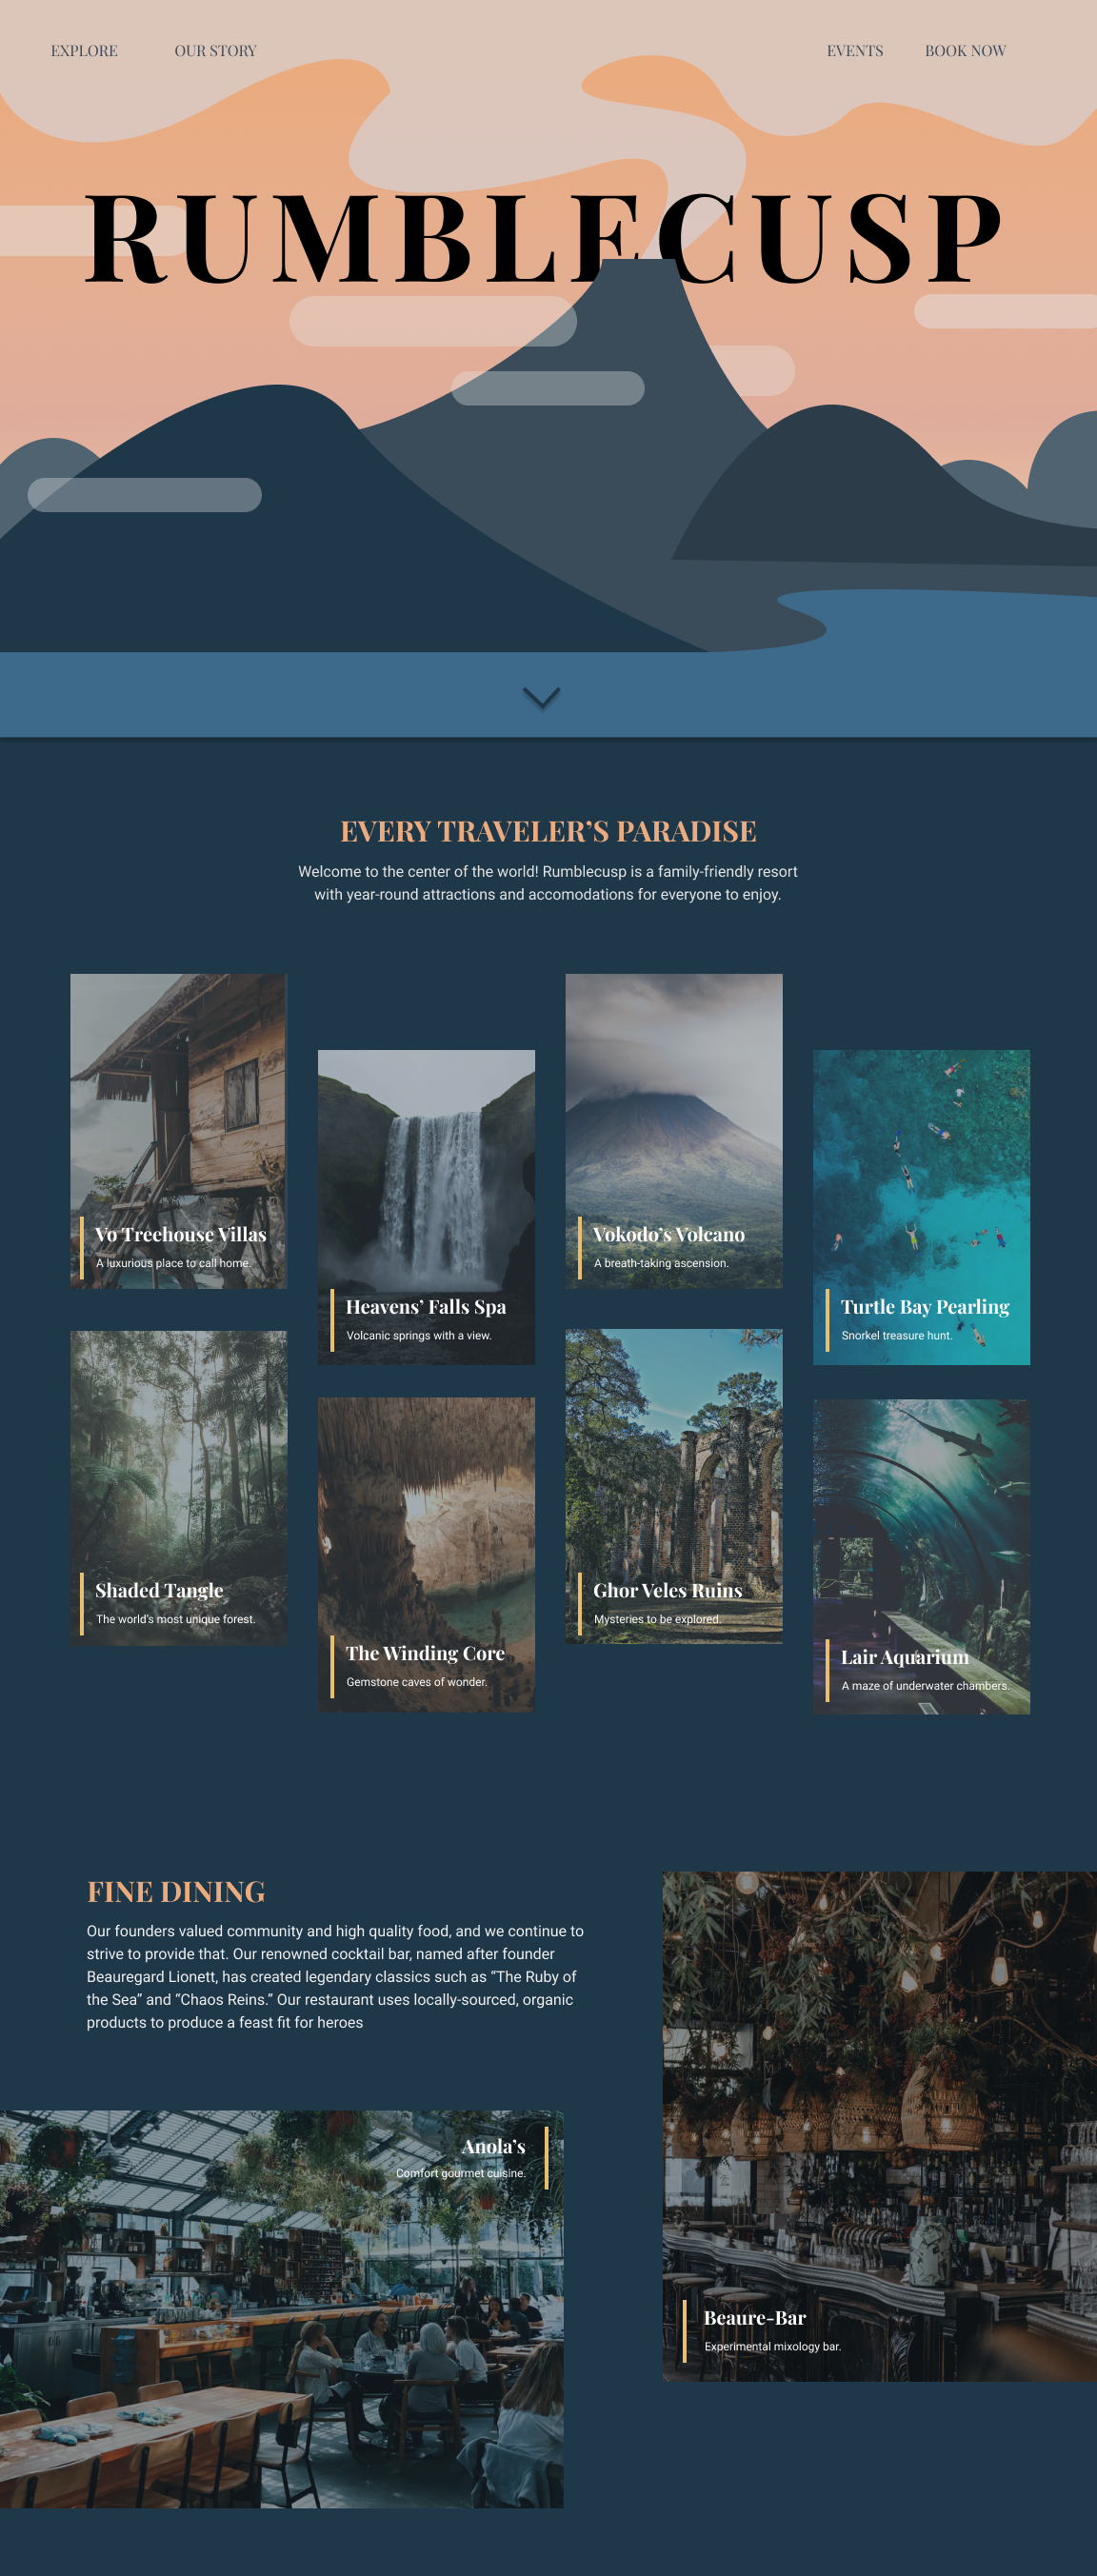 EXPLORE
OUR STORY
EVENTS
BOOK NOW
RUMBLECUSP
EVERY TRAVELER’S PARADISE
Welcome to the center of the world! Rumblecusp is a family-friendly resort
with year-round attractions and accomodations for everyone to enjoy.
Vo Treehouse Villas
A luxurious place to call home.
Heavens’ Falls Spa
Volcanic springs with a view.
Vokodo’s Volcano
A breath-taking ascension.
Turtle Bay Pearling
Snorkel treasure hunt.
Shaded Tangle
The world’s most unique forest.
The Winding Core
Gemstone caves of wonder.
Ghor Veles Ruins
Mysteries to be explored.
Lair Aquarium
A maze of underwater chambers.
FINE DINING
Our founders valued community and high quality food, and we continue to
strive to provide that. Our renowned cocktail bar, named after founder
Beauregard Lionett, has created legendary classics such as “The Ruby of
the Sea” and “Chaos Reins.” Our restaurant uses locally-sourced, organic
products to produce a feast fit for heroes
Anola’s
Comfort gourmet cuisine.
Beaure-Bar
Experimental mixology bar.